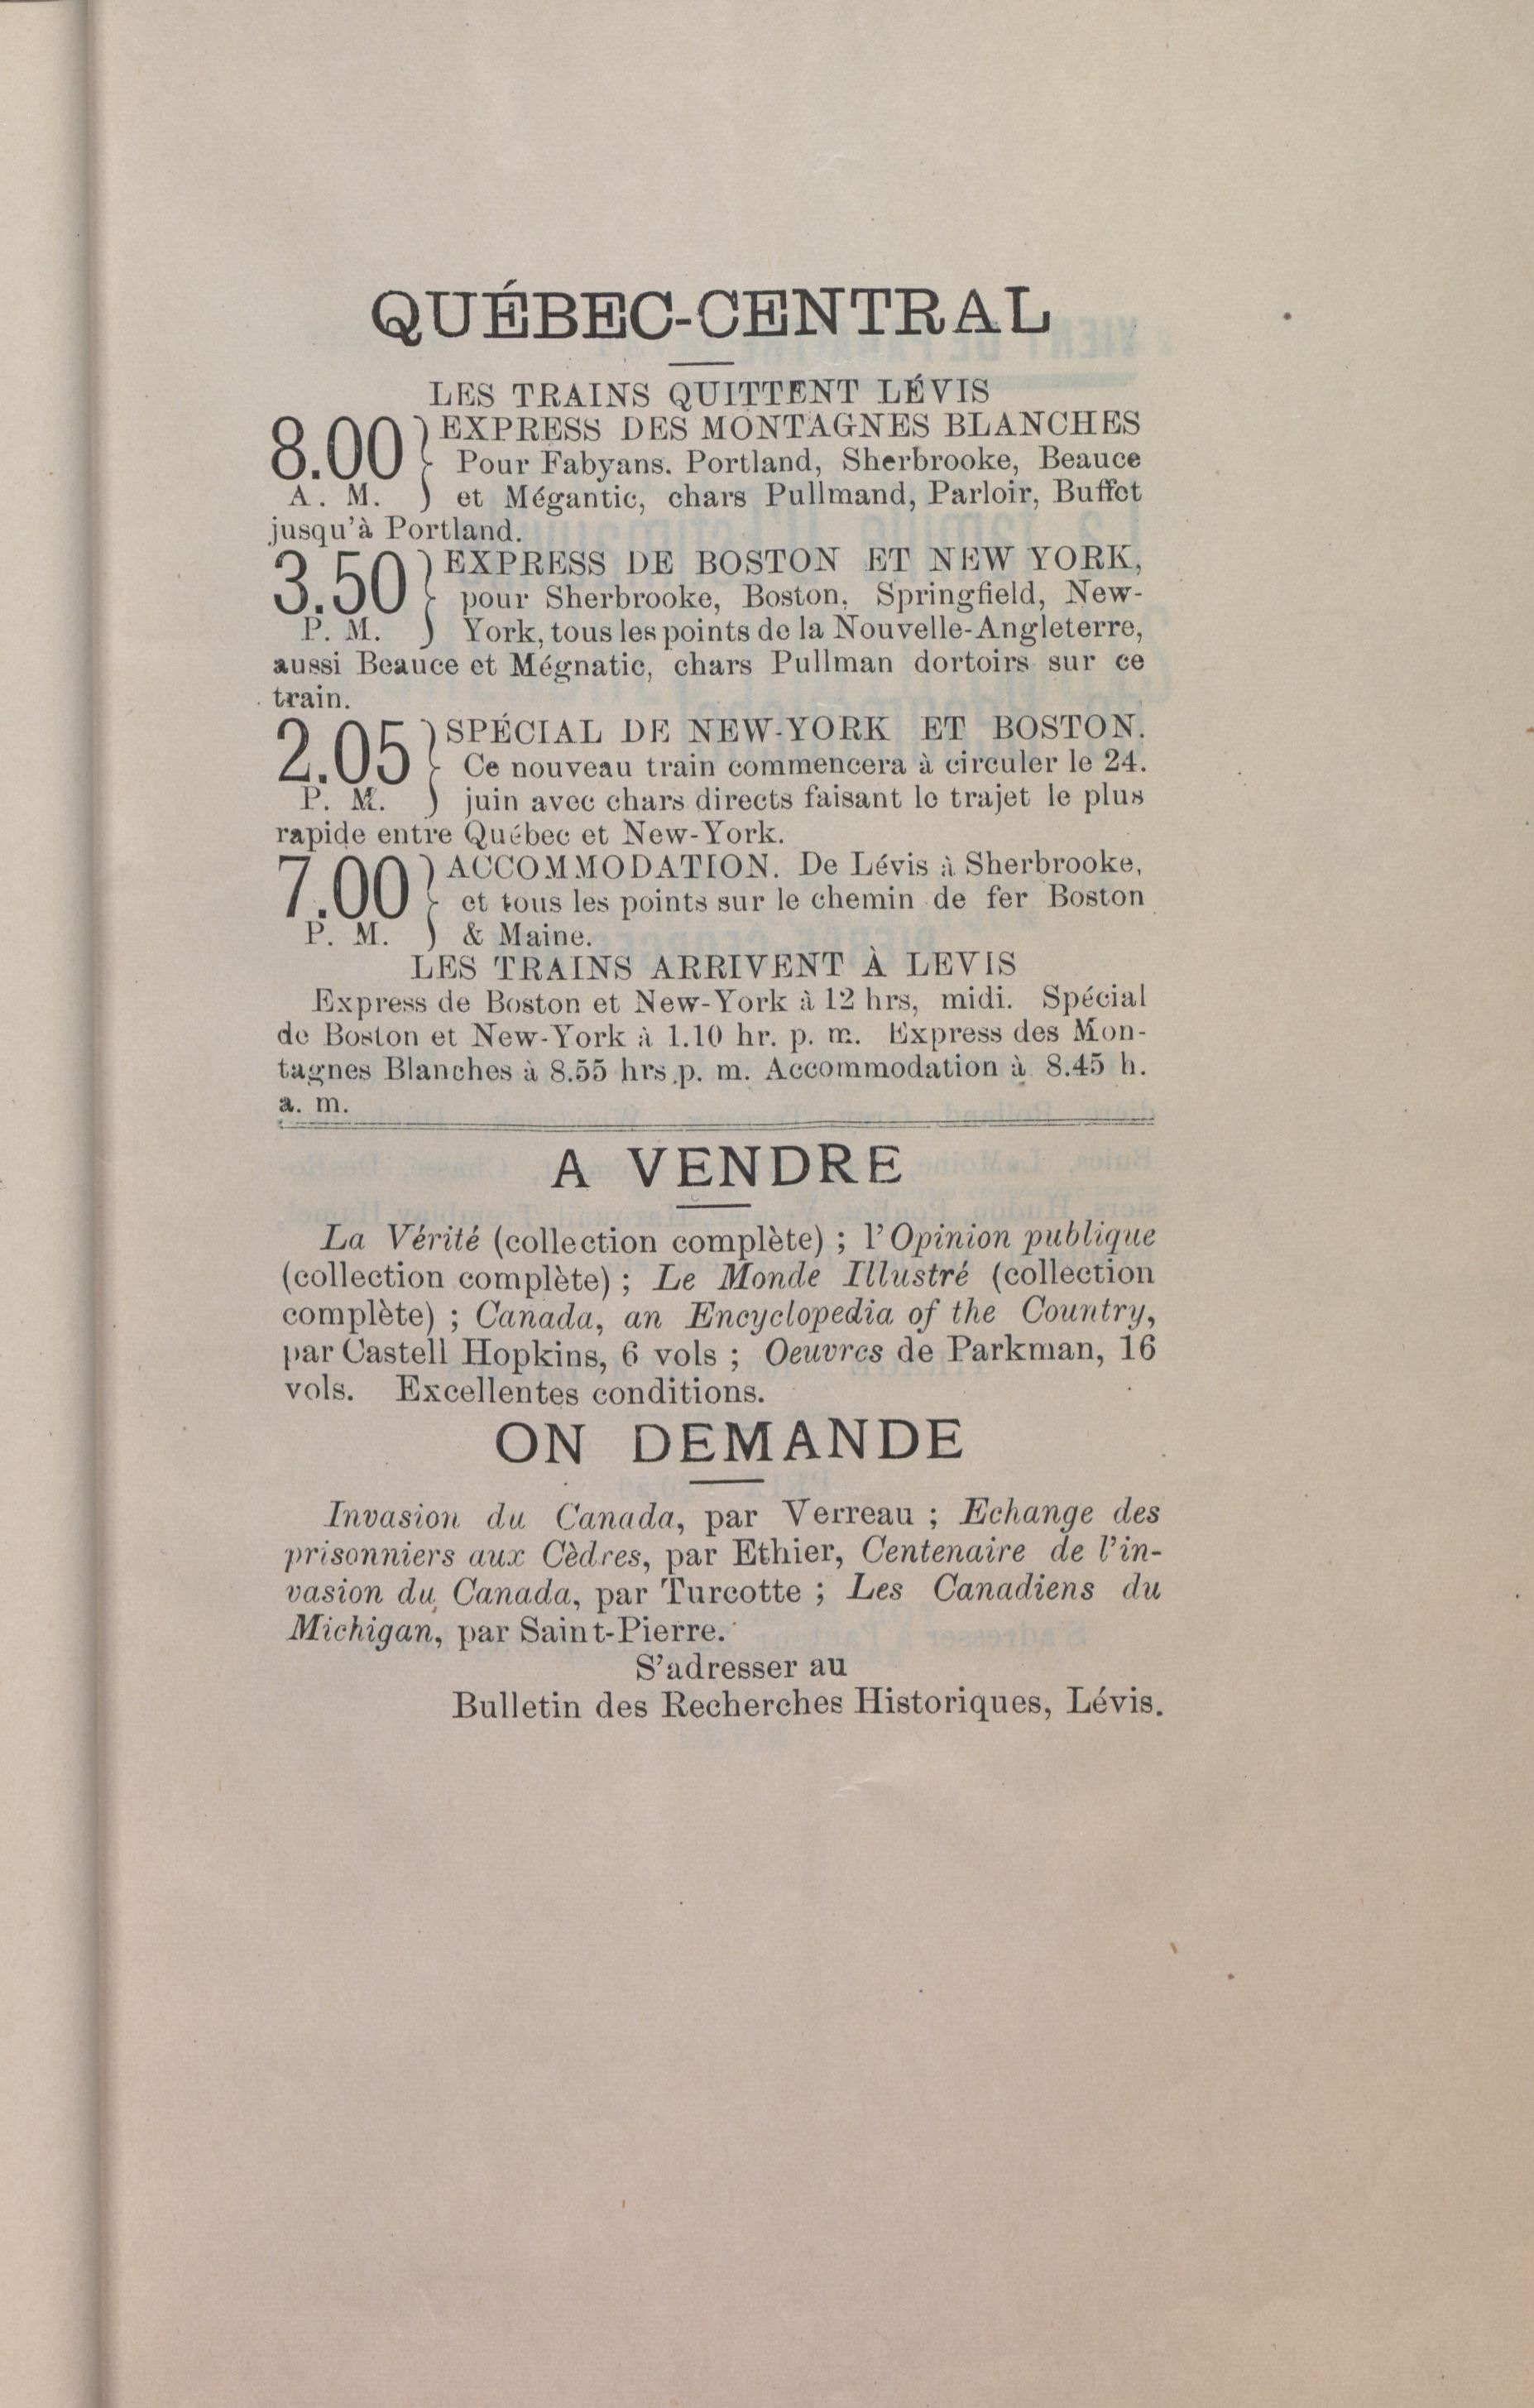 QUÉBEC-CENTRAL
LES TRAINS QUITTENT LÉVIS
8.00 A. M. } EXPRESS DES MONTAGNES BLANCHES
Pour Fabyans. Portland, Sherbrooke, Beauce
et Mégantic, chars Pullmand, Parloir, Buffet
jusqu'à Portland.
3.50 P. M. } EXPRESS DE BOSTON ET NEW YORK,
pour Sherbrooke, Boston, Springfield, New-
York, tous les points de la Nouvelle-Angleterre,
aussi Beauce et Mégnatic, chars Pullman dortoirs sur ce
train.
2.05 P. M. } SPÉCIAL DE NEW-YORK ET BOSTON.
Ce nouveau train commencera à circuler le 24.
juin avec chars directs faisant le trajet le plus
rapide entre Québec et New-York.
7.00 P. M. } ACCOMMODATION. De Lévis à Sherbrooke,
et tous les points sur le chemin de fer Boston
& Maine.
LES TRAINS ARRIVENT À LEVIS
Express de Boston et New-York à 12 hrs, midi. Spécial
de Boston et New-York à 1.10 hr. p. m. Express des Mon-
tagnes Blanches à 8.55 hrs p. m. Accommodation à 8.45 h.
a. m.
A VENDRE
La Vérité (collection complète) ; l'Opinion publique
(collection complète) ; Le Monde Illustré (collection
complète) ; Canada, an Encyclopedia of the Country,
par Castell Hopkins, 6 vols ; Oeuvres de Parkman, 16
vols. Excellentes conditions.
ON DEMANDE
Invasion du Canada, par Verreau ; Echange des
prisonniers aux Cèdres, par Ethier, Centenaire de l'in-
vasion du Canada, par Turcotte ; Les Canadiens du
Michigan, par Saint-Pierre.
S'adresser au
Bulletin des Recherches Historiques, Lévis.